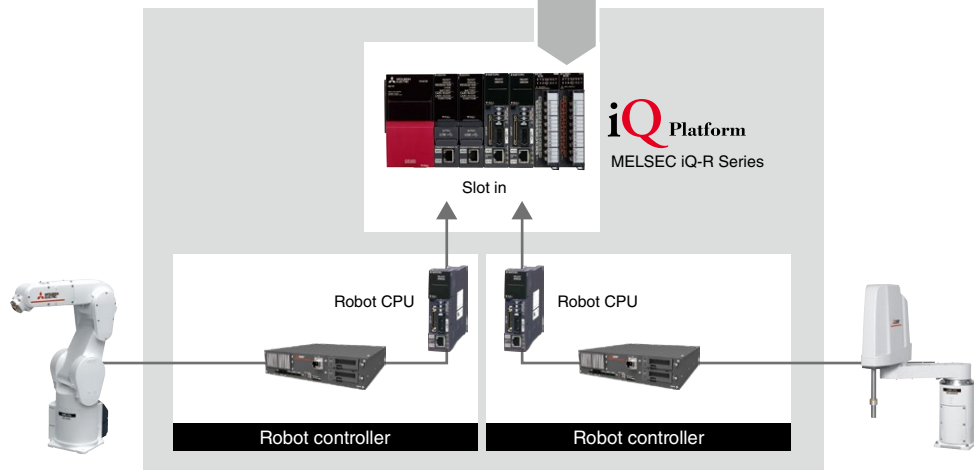 iQ Platform
MELSEC iQ-R Series
Slot in
Robot CPU
Robot CPU
Robot controller
Robot controller